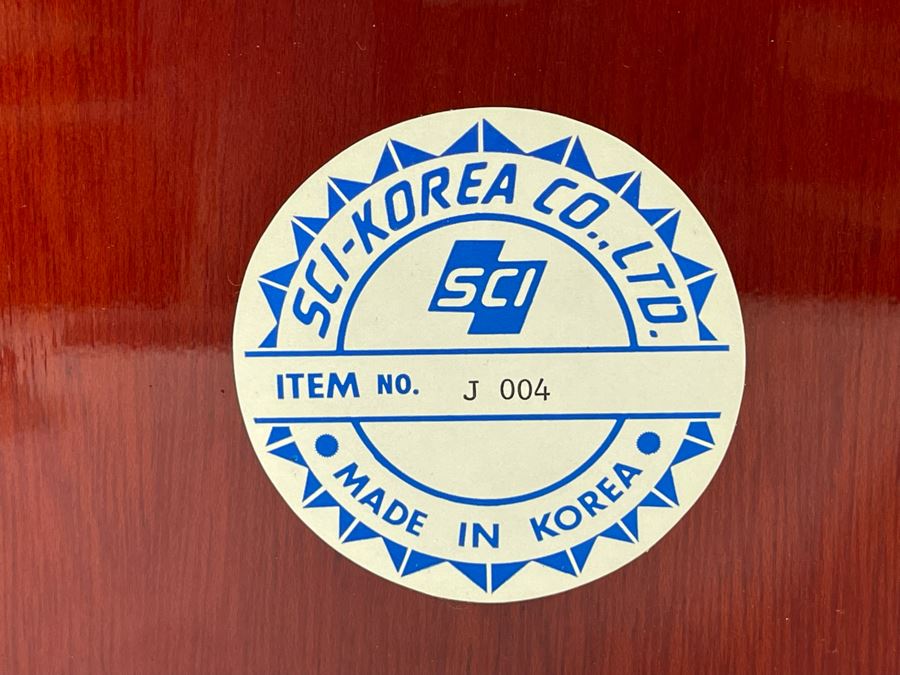 SCI-KOREA CO., LTD.
SCI
ITEM NO. J 004
MADE IN KOREA